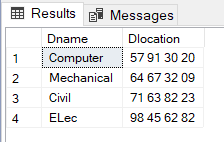 Results Messages
Dname Dlocation
1 Computer 57 91 30 20
2 Mechanical 64 67 32 09
3 Civil 71 63 82 23
4 ELec 98 45 62 82